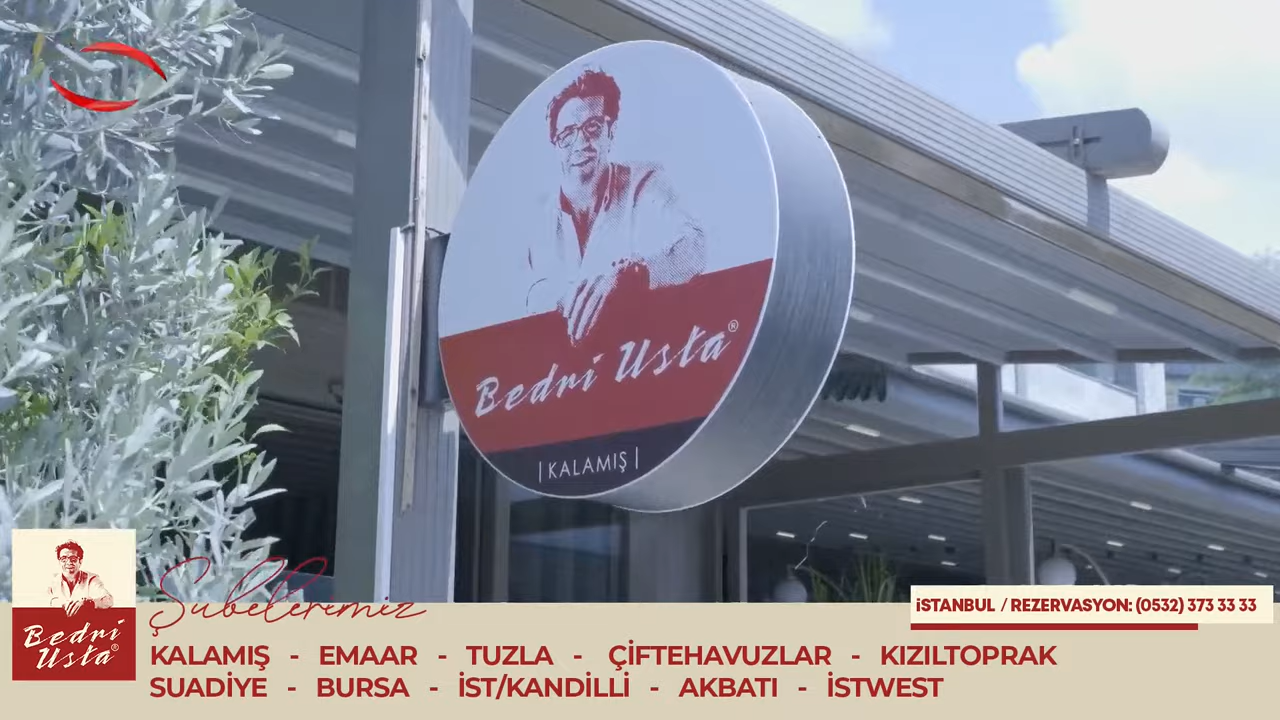 Bedri Usta®
|KALAMIŞ|
Şubelerimiz
İSTANBUL / REZERVASYON: (0532) 373 33 33
Bedri
Usta®
KALAMIŞ - EMAAR - TUZLA - ÇİFTEHAVUZLAR - KIZILTOPRAK
SUADİYE - BURSA - İST/KANDİLLİ - AKBATI - İSTWEST